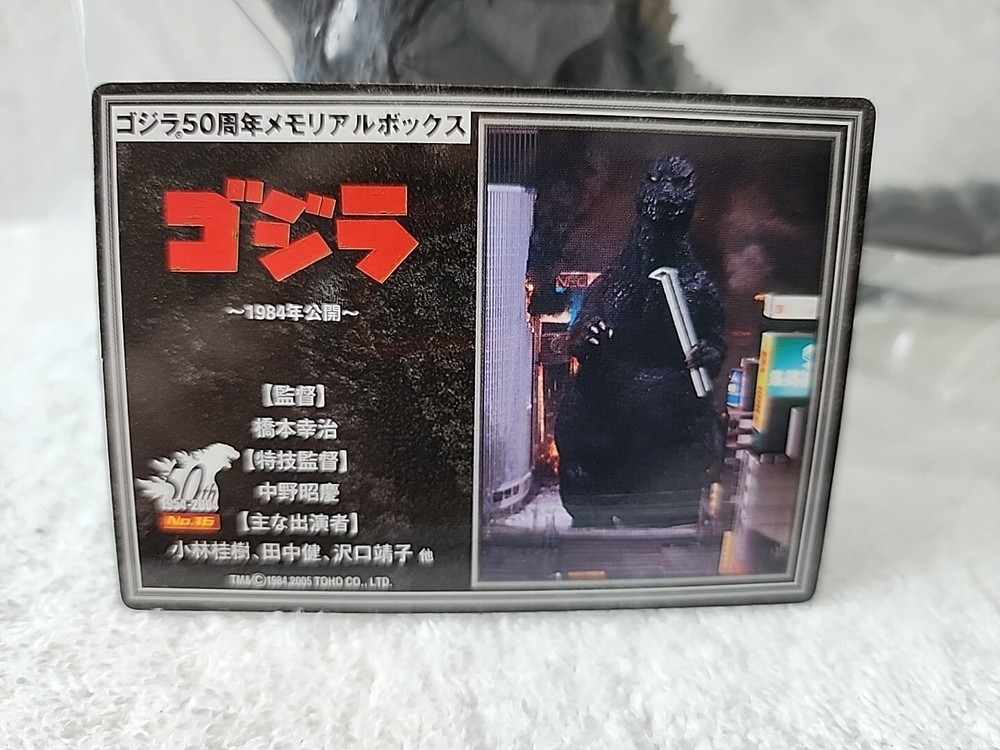 ゴジラ®50周年メモリアルボックス
ゴジラ
～1984年公開～
【監督】
橋本幸治
【特技監督】
中野昭慶
【主な出演者】
小林桂樹、田中健、沢口靖子 他
50th
1954-2004
No.16
TM&©1984,2005 TOHO CO., LTD.